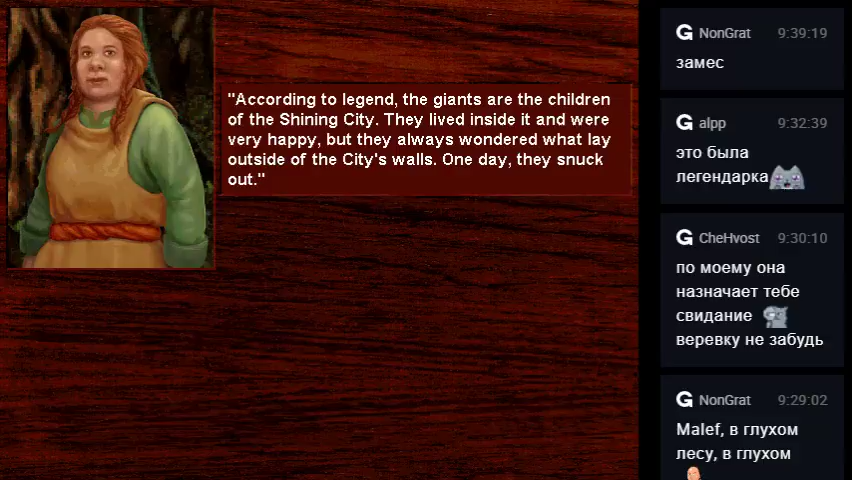 "According to legend, the giants are the children
of the Shining City. They lived inside it and were
very happy, but they always wondered what lay
outside of the City's walls. One day, they snuck
out."
G NonGrat 9:39:19
замес
G alpp 9:32:39
это была
легендарка
G CheHvost 9:30:10
по моему она
назначает тебе
свидание
веревку не забудь
G NonGrat 9:29:02
Malef, в глухом
лесу, в глухом